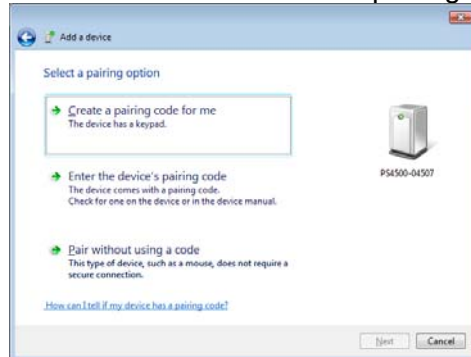 Add a device
Select a pairing option
Create a pairing code for me
The device has a keypad.
PS4500-04507
Enter the device's pairing code
The device comes with a pairing code.
Check for one on the device or in the device manual.
Pair without using a code
This type of device, such as a mouse, does not require a
secure connection.
How can I tell if my device has a pairing code?
Next
Cancel